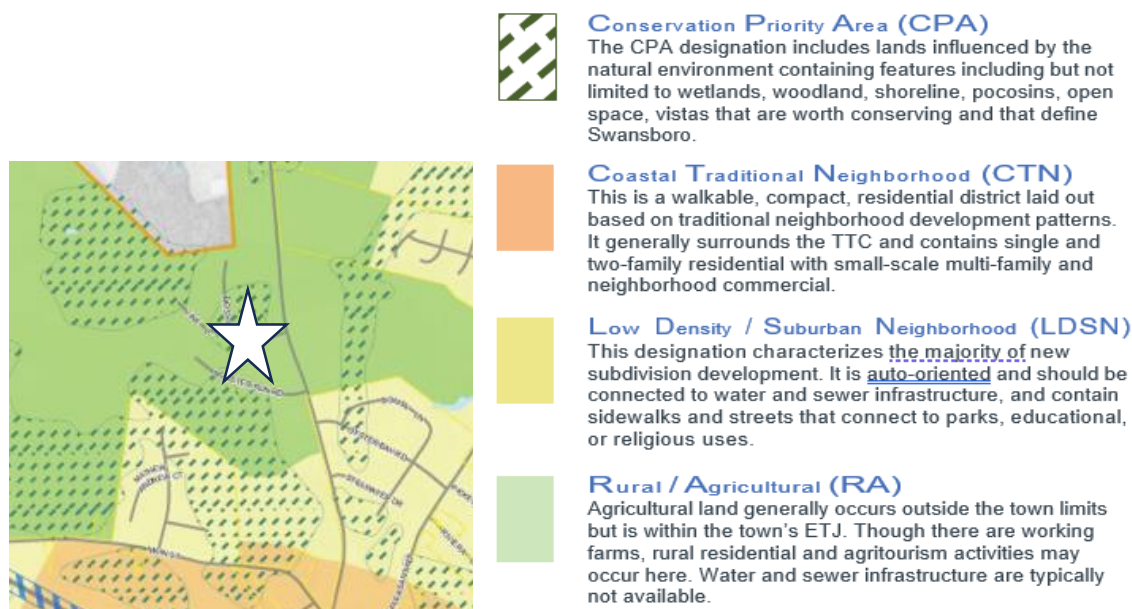 Conservation Priority Area (CPA)
The CPA designation includes lands influenced by the
natural environment containing features including but not
limited to wetlands, woodland, shoreline, pocosins, open
space, vistas that are worth conserving and that define
Swansboro.
Coastal Traditional Neighborhood (CTN)
This is a walkable, compact, residential district laid out
based on traditional neighborhood development patterns.
It generally surrounds the TTC and contains single and
two-family residential with small-scale multi-family and
neighborhood commercial.
Low Density / Suburban Neighborhood (LDSN)
This designation characterizes the majority of new
subdivision development. It is auto-oriented and should be
connected to water and sewer infrastructure, and contain
sidewalks and streets that connect to parks, educational,
or religious uses.
Rural / Agricultural (RA)
Agricultural land generally occurs outside the town limits
but is within the town's ETJ. Though there are working
farms, rural residential and agritourism activities may
occur here. Water and sewer infrastructure are typically
not available.